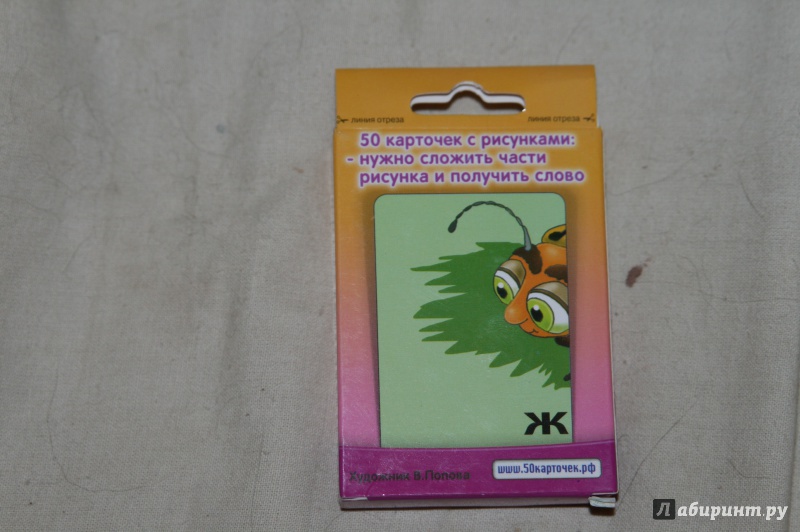 линия отреза линия отреза
50 карточек с рисунками:
- нужно сложить части
рисунка и получить слово
Ж
Художник В.Попова
www.50карточек.рф
Лабиринт.ру